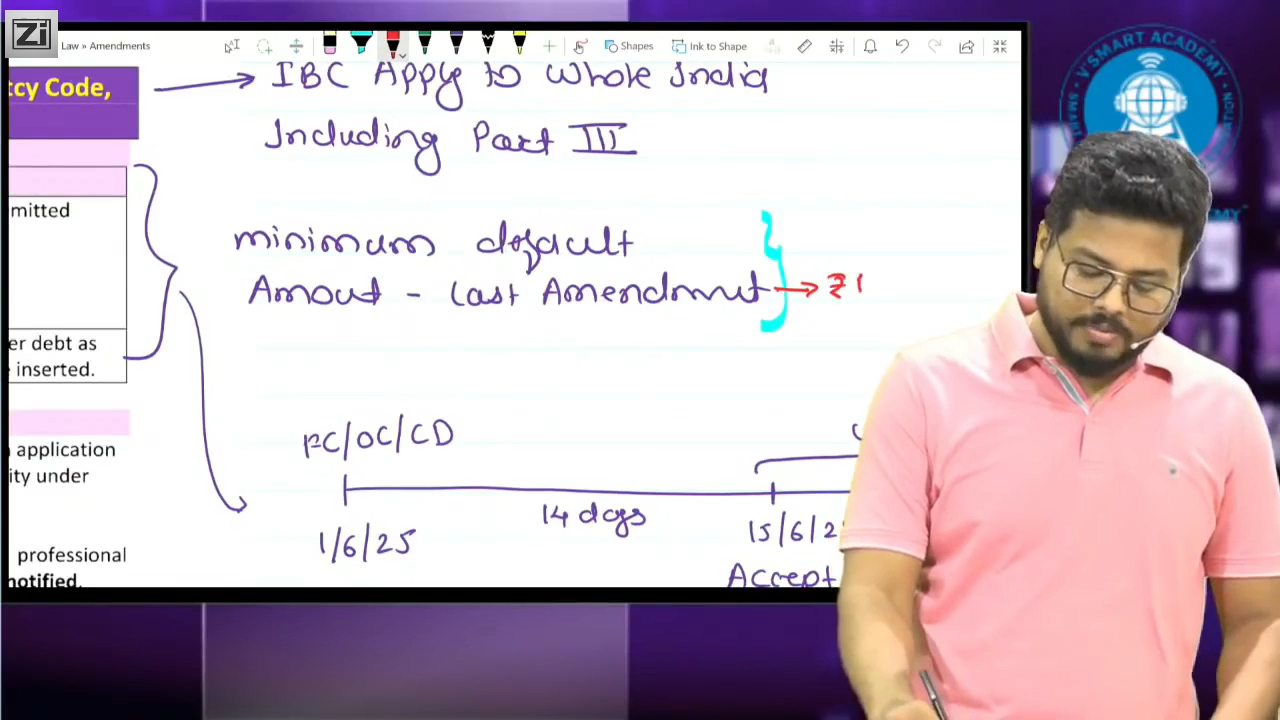 Zi
Law » Amendments
Shapes
Ink to Shape
V'SMART ACADEMY
tcy Code,
IBC Apply to whole India
Including Part III
mitted
minimum default
Amout - Last Amendmut
₹1
er debt as
inserted.
FC/OC/CD
application
ity under
14 days
1/6/25
15/6/2
professional
notified.
Accept